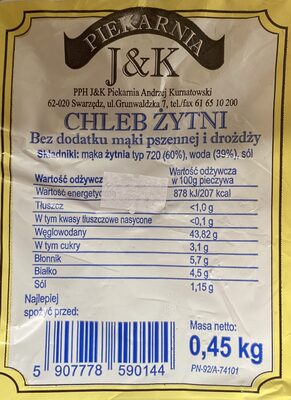 PIEKARNIA
J&K
PPH J&K Piekarnia Andrzej Kurnatowski
62-020 Swarzędz, ul.Grunwaldzka 7, tel./fax 61 65 10 200
CHLEB ŻYTNI
Bez dodatku mąki pszennej i drożdży
Składniki: mąka żytnia typ 720 (60%), woda (39%), sól
Wartość odżywcza
Wartość odżywcza w 100g pieczywa
Wartość energetyczna 878 kJ/207 kcal
Tłuszcz <1,0 g
W tym kwasy tłuszczowe nasycone <0,1 g
Węglowodany 43,82 g
W tym cukry 3,1 g
Błonnik 5,7 g
Białko 4,5 g
Sól 1,15 g
Najlepiej
spożyć przed:
Masa netto:
0,45 kg
PN-92/A-74101
5 907778 590144